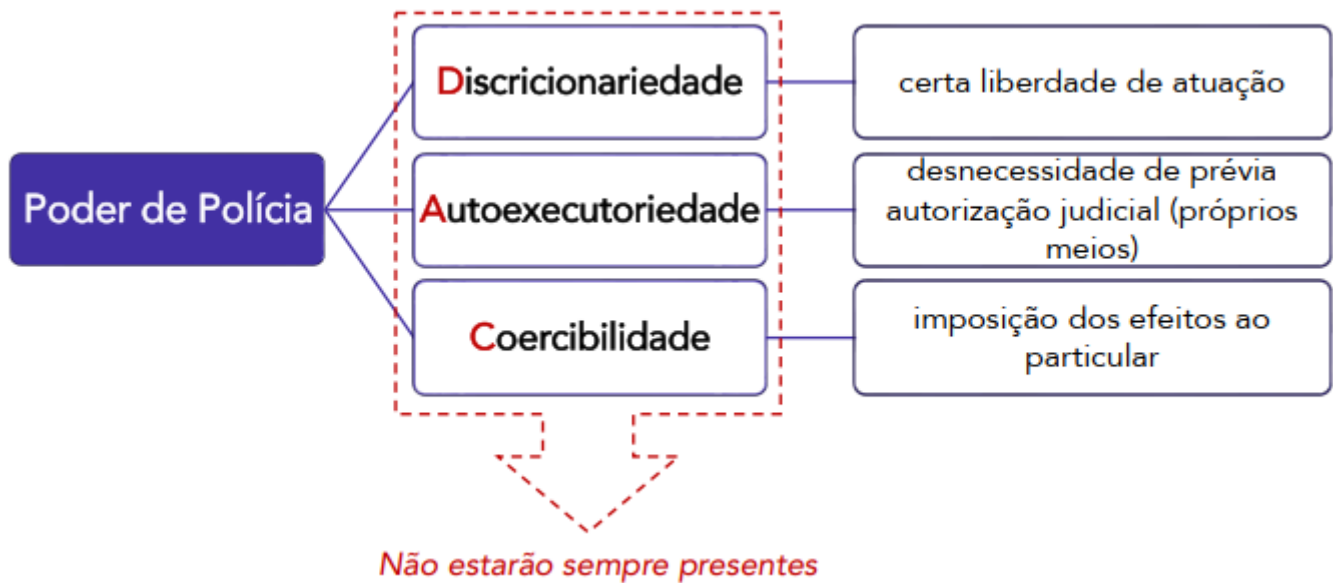 Poder de Polícia
Discricionariedade
certa liberdade de atuação
Autoexecutoriedade
desnecessidade de prévia
autorização judicial (próprios
meios)
Coercibilidade
imposição dos efeitos ao
particular
Não estarão sempre presentes